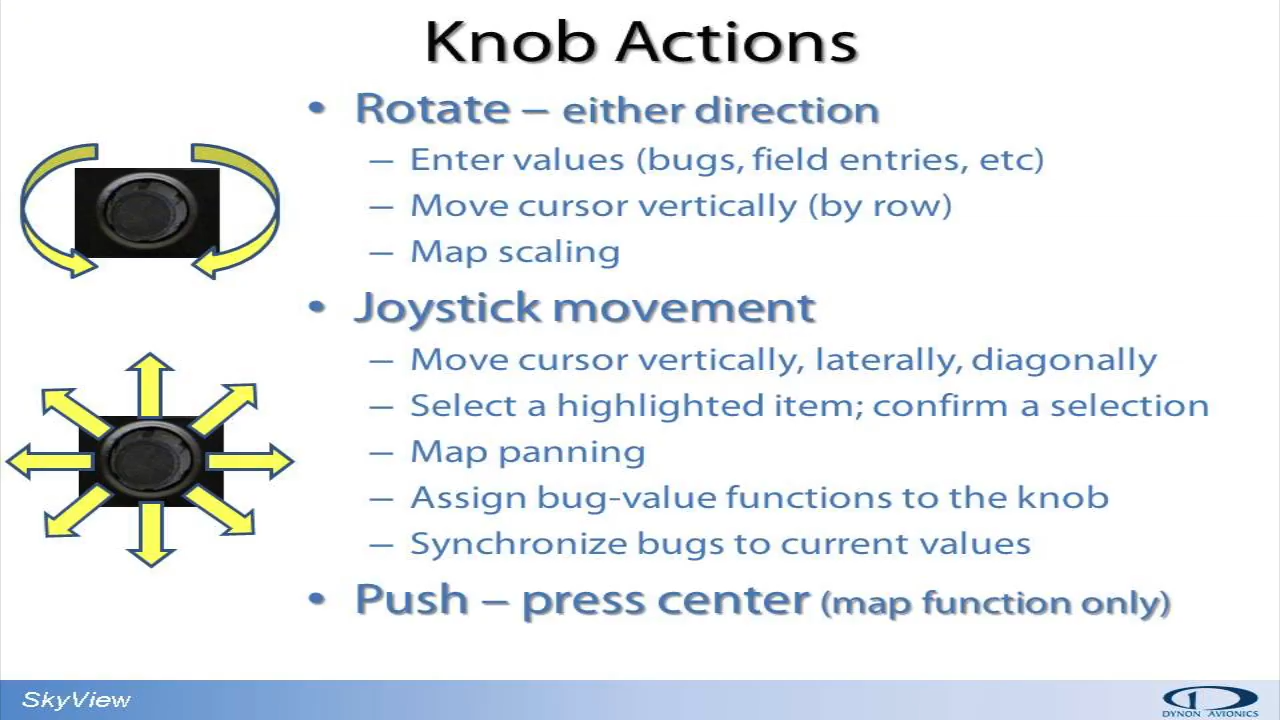 Knob Actions
• Rotate – either direction
– Enter values (bugs, field entries, etc)
– Move cursor vertically (by row)
– Map scaling
• Joystick movement
– Move cursor vertically, laterally, diagonally
– Select a highlighted item; confirm a selection
– Map panning
– Assign bug-value functions to the knob
– Synchronize bugs to current values
• Push – press center (map function only)
SkyView
DYNON AVIONICS